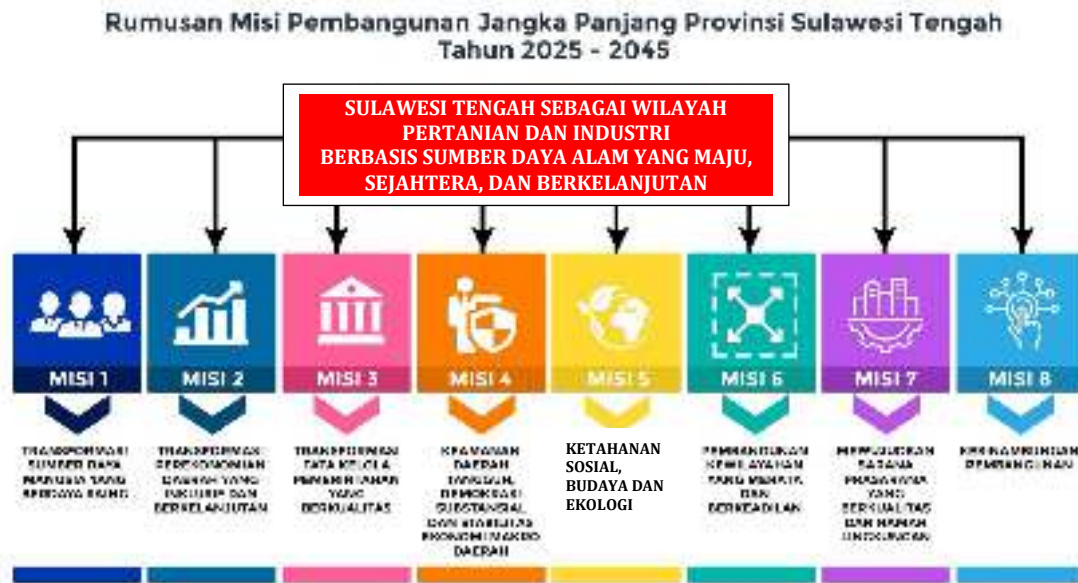 Rumusan Misi Pembangunan Jangka Panjang Provinsi Sulawesi Tengah
Tahun 2025 - 2045
SULAWESI TENGAH SEBAGAI WILAYAH
PERTANIAN DAN INDUSTRI
BERBASIS SUMBER DAYA ALAM YANG MAJU,
SEJAHTERA, DAN BERKELANJUTAN
MISI 1
MISI 2
MISI 3
MISI 4
MISI 5
MISI 6
MISI 7
MISI 8
TRANSFORMASI
SUMBER DAYA
MANUSIA YANG
BERDAYA SAING
TRANSFORMASI
PEREKONOMIAN
DAERAH YANG
INKLUSIF DAN
BERKELANJUTAN
TRANSFORMASI
TATA KELOLA
PEMERINTAHAN
YANG
BERKUALITAS
KEAMANAN
DAERAH
TANGGUH,
DEMOKRASI
SUBSTANSIAL
DAN STABILITAS
EKONOMI MAKRO
DAERAH
KETAHANAN
SOSIAL,
BUDAYA DAN
EKOLOGI
PEMBANGUNAN
KEWILAYAHAN
YANG MERATA
DAN
BERKEADILAN
MEWUJUDKAN
SARANA
PRASARANA
YANG
BERKUALITAS
DAN RAMAH
LINGKUNGAN
KESINAMBUNGAN
PEMBANGUNAN